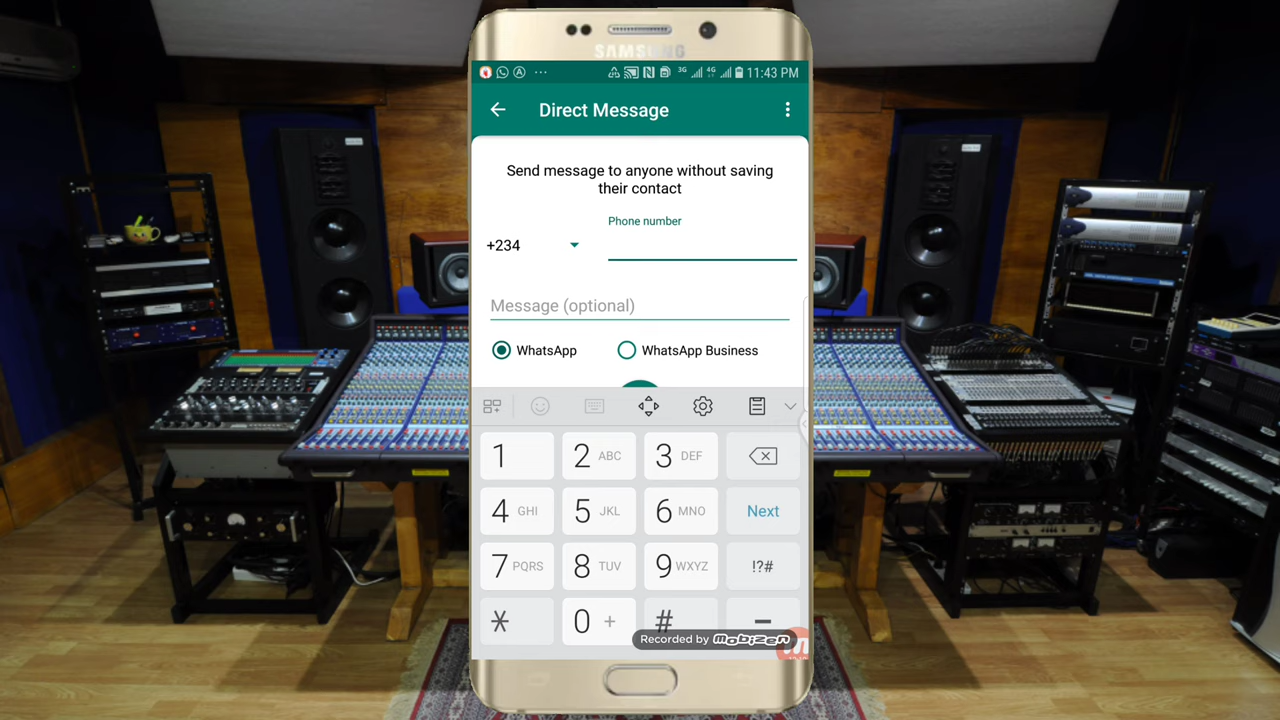 SAMSUNG
3G 4G 11:43 PM
Direct Message
Send message to anyone without saving
their contact
Phone number
+234
Message (optional)
WhatsApp WhatsApp Business
1 2 ABC 3 DEF
4 GHI 5 JKL 6 MNO Next
7 PQRS 8 TUV 9 WXYZ !?#
* 0 + # -
Recorded by mobizen